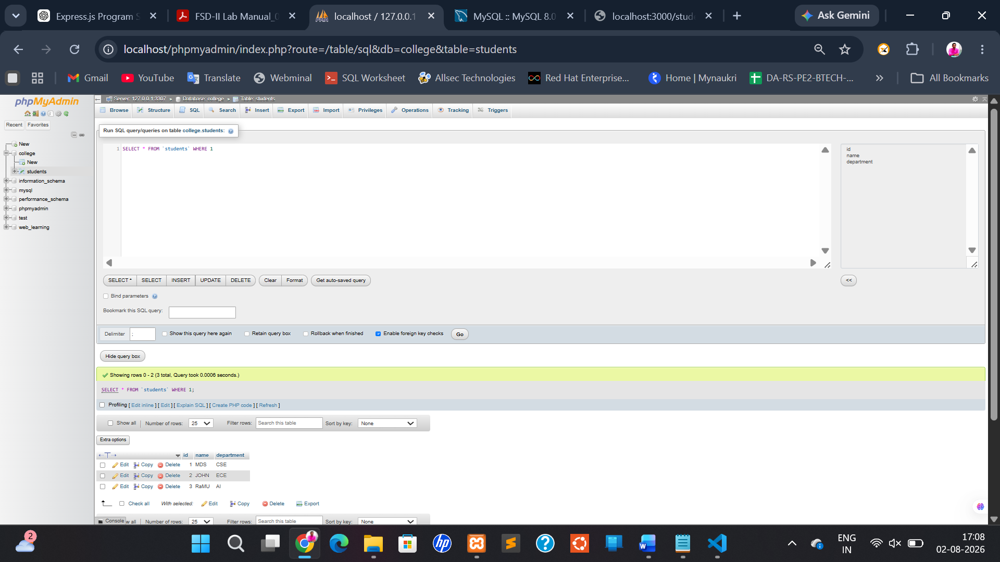 Express.js Program S
FSD-II Lab Manual_0
localhost / 127.0.0.1
MySQL :: MySQL 8.0
localhost:3000/stud
Ask Gemini
localhost/phpmyadmin/index.php?route=/table/sql&db=college&table=students
Gmail
YouTube
Translate
Webminal
SQL Worksheet
Allsec Technologies
Red Hat Enterprise...
Home | Mynaukri
DA-RS-PE2-BTECH-...
All Bookmarks
phpMyAdmin
Recent
Favorites
New
college
New
students
information_schema
mysql
performance_schema
phpmyadmin
test
web_learning
Server: 127.0.0.1:3307 » Database: college » Table: students
Browse
Structure
SQL
Search
Insert
Export
Import
Privileges
Operations
Tracking
Triggers
Run SQL query/queries on table college.students:
1 SELECT * FROM `students` WHERE 1
id
name
department
SELECT *
SELECT
INSERT
UPDATE
DELETE
Clear
Format
Get auto-saved query
<<
Bind parameters
Bookmark this SQL query:
Delimiter ;
Show this query here again
Retain query box
Rollback when finished
Enable foreign key checks
Go
Hide query box
Showing rows 0 - 2 (3 total, Query took 0.0006 seconds.)
SELECT * FROM `students` WHERE 1;
Profiling [ Edit inline ] [ Edit ] [ Explain SQL ] [ Create PHP code ] [ Refresh ]
Show all
Number of rows: 25
Filter rows: Search this table
Sort by key: None
Extra options
id name department
Edit Copy Delete 1 MDS CSE
Edit Copy Delete 2 JOHN ECE
Edit Copy Delete 3 RaMU AI
Check all With selected: Edit Copy Delete Export
Console
w all
Number of rows: 25
Filter rows: Search this table
Sort by key: None
2
hp
ENG
IN
17:08
02-08-2026